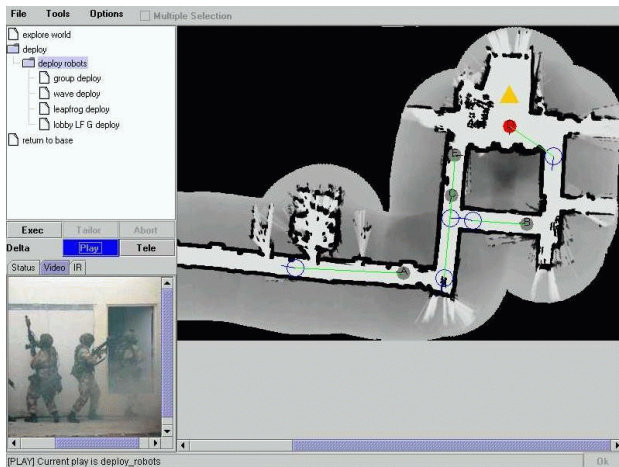 File Tools Options Multiple Selection
explore world
deploy
deploy robots
group deploy
wave deploy
leapfrog deploy
lobby LF G deploy
return to base
Exec Tailor Abort
Delta Play Tele
Status Video IR
[PLAY] Current play is deploy_robots Ok